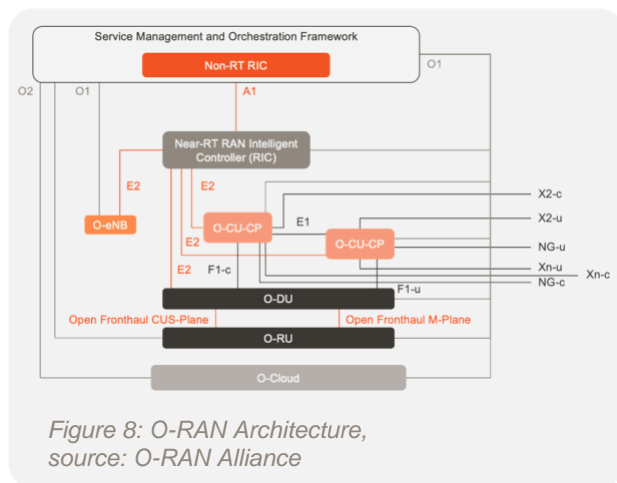 Service Management and Orchestration Framework
Non-RT RIC
O1
O2
O1
A1
Near-RT RAN Intelligent
Controller (RIC)
E2
E2
X2-c
O-eNB
O-CU-CP
E1
X2-u
E2
O-CU-CP
NG-u
E2
F1-c
Xn-u
Xn-c
NG-c
F1-u
O-DU
Open Fronthaul CUS-Plane
Open Fronthaul M-Plane
O-RU
O-Cloud
Figure 8: O-RAN Architecture,
source: O-RAN Alliance